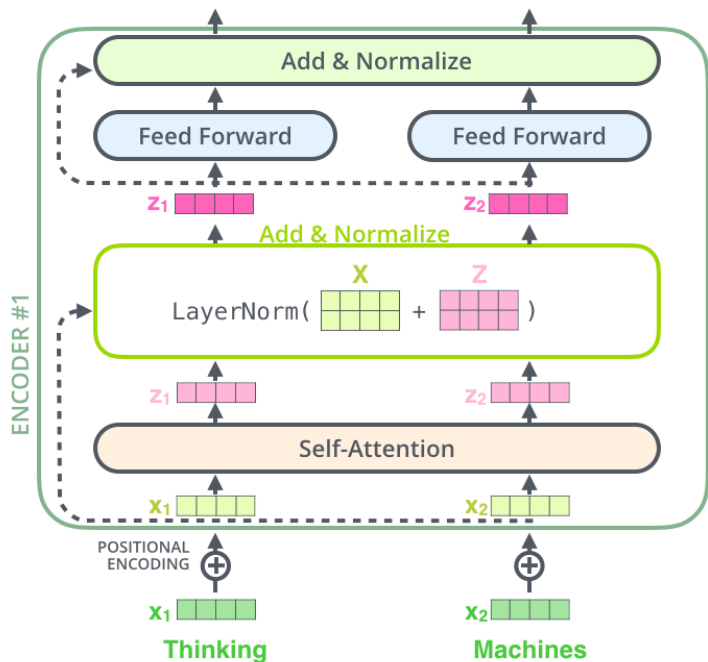 Add & Normalize
Feed Forward
Feed Forward
z1
z2
Add & Normalize
X
Z
LayerNorm( + )
ENCODER #1
z1
z2
Self-Attention
x1
x2
POSITIONAL
ENCODING
x1
x2
Thinking
Machines